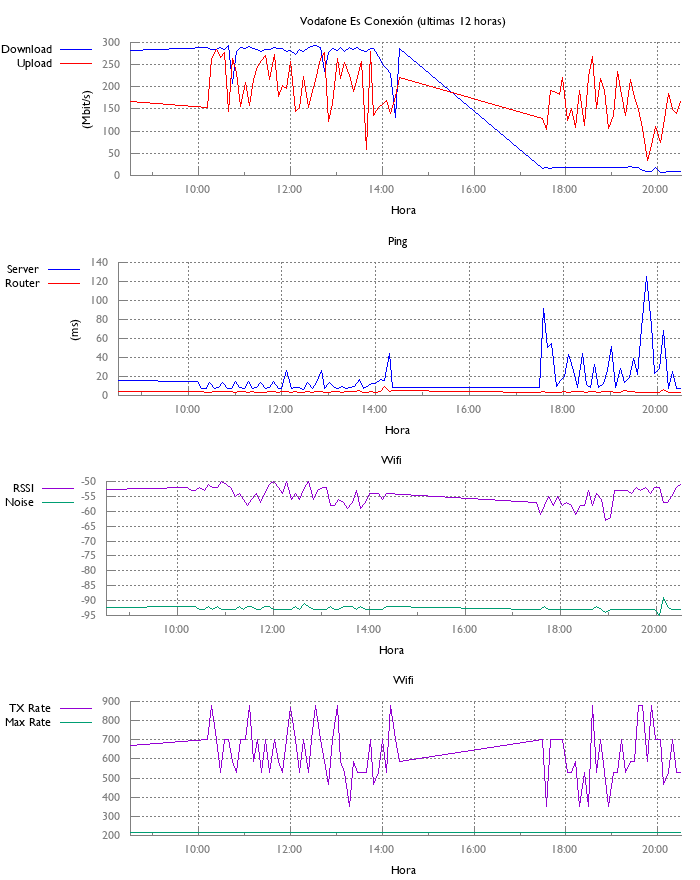 Vodafone Es Conexión (ultimas 12 horas)
Download
Upload
(Mbit/s)
300
250
200
150
100
50
0
10:00 12:00 14:00 16:00 18:00 20:00
Hora
Ping
Server
Router
(ms)
140
120
100
80
60
40
20
0
10:00 12:00 14:00 16:00 18:00 20:00
Hora
Wifi
RSSI
Noise
-50
-55
-60
-65
-70
-75
-80
-85
-90
-95
10:00 12:00 14:00 16:00 18:00 20:00
Hora
Wifi
TX Rate
Max Rate
900
800
700
600
500
400
300
200
10:00 12:00 14:00 16:00 18:00 20:00
Hora